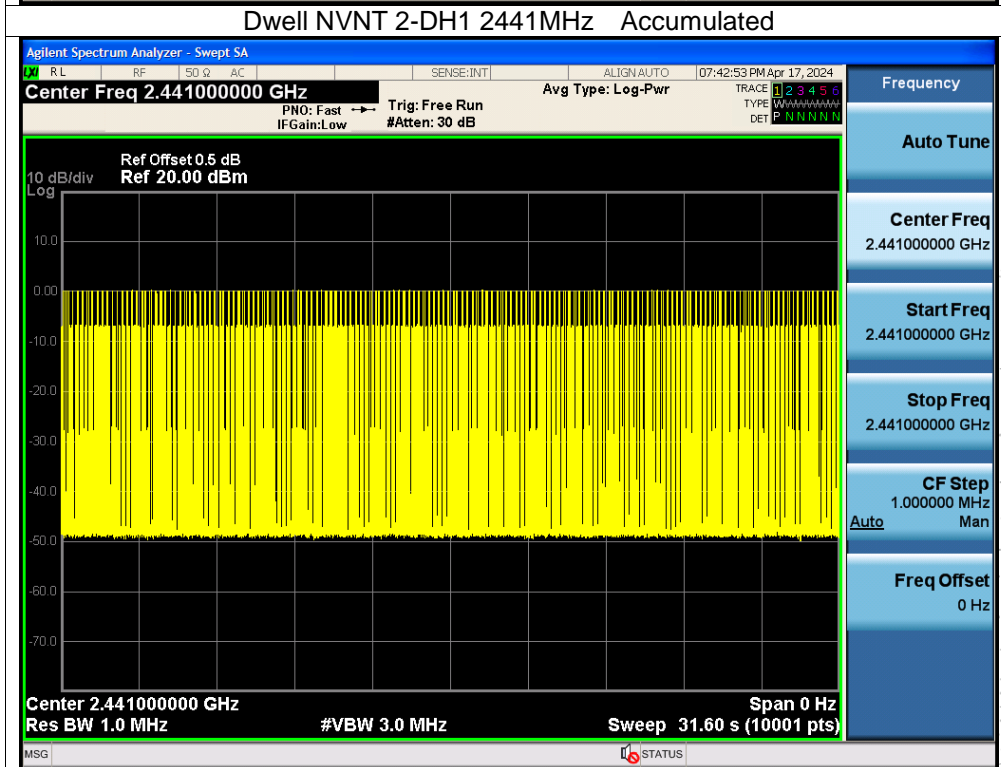 Dwell NVNT 2-DH1 2441MHz Accumulated
Agilent Spectrum Analyzer - Swept SA
LXI RL RF 50 Ω AC SENSE:INT ALIGN AUTO 07:42:53 PM Apr 17, 2024
Center Freq 2.441000000 GHz
PNO: Fast
IFGain:Low
Trig: Free Run
#Atten: 30 dB
Avg Type: Log-Pwr
TRACE 1 2 3 4 5 6
TYPE WWWWWW
DET P N N N N N
Frequency
Auto Tune
Center Freq
2.441000000 GHz
Start Freq
2.441000000 GHz
Stop Freq
2.441000000 GHz
CF Step
1.000000 MHz
Auto Man
Freq Offset
0 Hz
Ref Offset 0.5 dB
10 dB/div Ref 20.00 dBm
Log
10.0
0.00
-10.0
-20.0
-30.0
-40.0
-50.0
-60.0
-70.0
Center 2.441000000 GHz Span 0 Hz
Res BW 1.0 MHz #VBW 3.0 MHz Sweep 31.60 s (10001 pts)
MSG STATUS